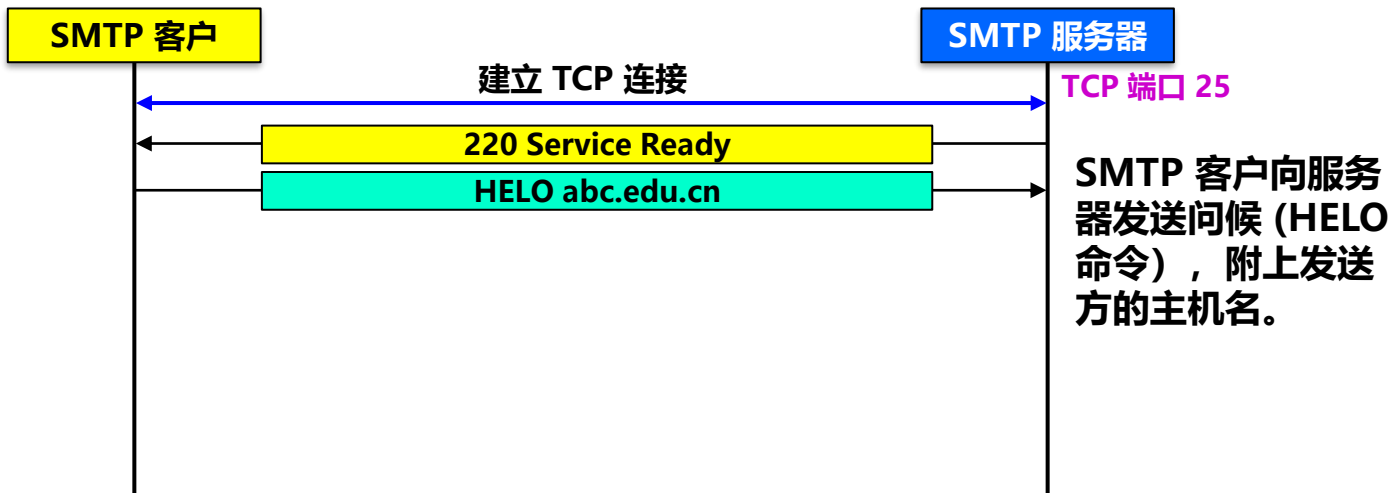 SMTP 客户
SMTP 服务器
建立 TCP 连接
TCP 端口 25
220 Service Ready
HELO abc.edu.cn
SMTP 客户向服务
器发送问候 (HELO
命令），附上发送
方的主机名。